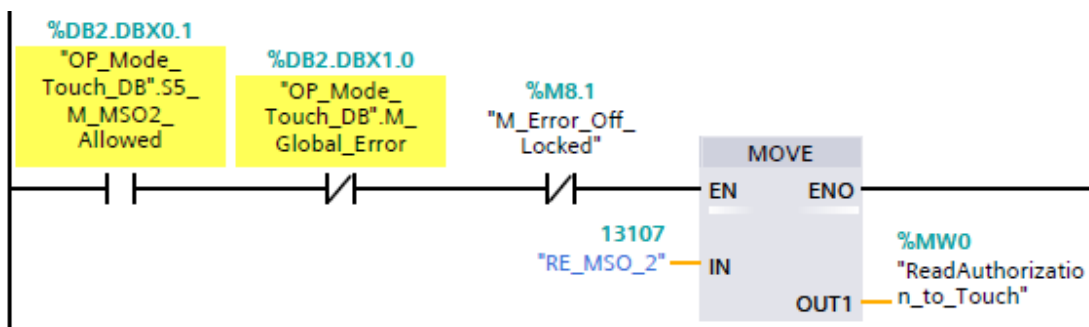 %DB2.DBX0.1
"OP_Mode_
Touch_DB".S5_
M_MSO2_
Allowed
%DB2.DBX1.0
"OP_Mode_
Touch_DB".M_
Global_Error
%M8.1
"M_Error_Off_
Locked"
MOVE
EN
ENO
13107
"RE_MSO_2"
IN
%MW0
"ReadAuthorizatio
n_to_Touch"
OUT1